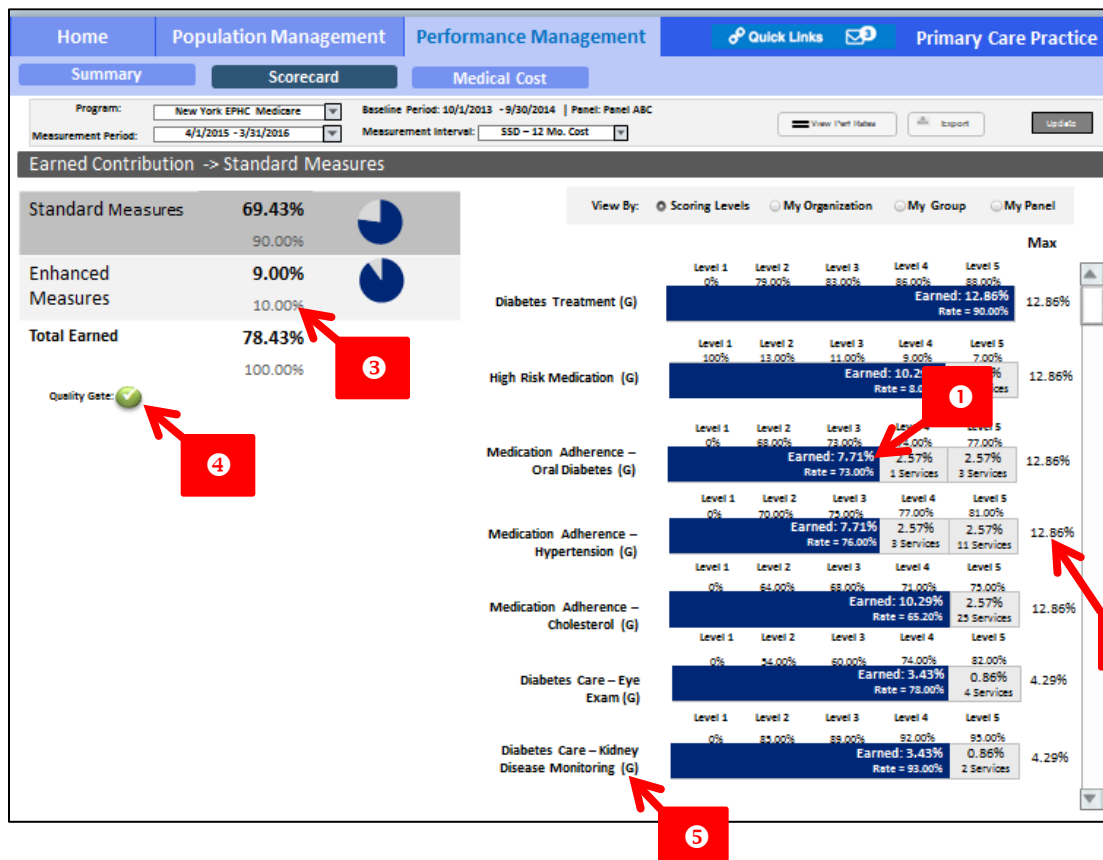 Home Population Management Performance Management Quick Links 3 Primary Care Practice
Summary Scorecard Medical Cost
Program: New York EPHC Medicare Baseline Period: 10/1/2013 - 9/30/2014 | Panel: Panel ABC
Measurement Period: 4/1/2015 - 3/31/2016 Measurement Interval: SSD – 12 Mo. Cost View Perf Rates Export Update
Earned Contribution -> Standard Measures
Standard Measures 69.43%
90.00%
Enhanced Measures 9.00%
10.00%
Total Earned 78.43%
100.00%
Quality Gate:
❸
❹
View By: Scoring Levels My Organization My Group My Panel
Max
Level 1 Level 2 Level 3 Level 4 Level 5
0% 79.00% 83.00% 86.00% 88.00%
Diabetes Treatment (G) Earned: 12.86% 12.86%
Rate = 90.00%
Level 1 Level 2 Level 3 Level 4 Level 5
100% 13.00% 11.00% 9.00% 7.00%
High Risk Medication (G) Earned: 10.2 % 12.86%
Rate = 8.0
❶
Level 1 Level 2 Level 3
0% 68.00% 73.00% 77.00%
Medication Adherence –
Oral Diabetes (G)
Earned: 7.71% 2.57% 2.57% 12.86%
Rate = 73.00% 1 Services 3 Services
Level 1 Level 2 Level 3 Level 4 Level 5
0% 70.00% 75.00% 77.00% 81.00%
Medication Adherence –
Hypertension (G)
Earned: 7.71% 2.57% 2.57% 12.86%
Rate = 76.00% 3 Services 11 Services
Level 1 Level 2 Level 3 Level 4 Level 5
0% 64.00% 68.00% 71.00% 75.00%
Medication Adherence –
Cholesterol (G)
Earned: 10.29% 2.57% 12.86%
Rate = 65.20% 25 Services
Level 1 Level 2 Level 3 Level 4 Level 5
0% 54.00% 60.00% 74.00% 82.00%
Diabetes Care – Eye
Exam (G)
Earned: 3.43% 0.86% 4.29%
Rate = 78.00% 4 Services
Level 1 Level 2 Level 3 Level 4 Level 5
0% 85.00% 89.00% 92.00% 95.00%
Diabetes Care – Kidney
Disease Monitoring (G)
Earned: 3.43% 0.86% 4.29%
Rate = 93.00% 2 Services
❺